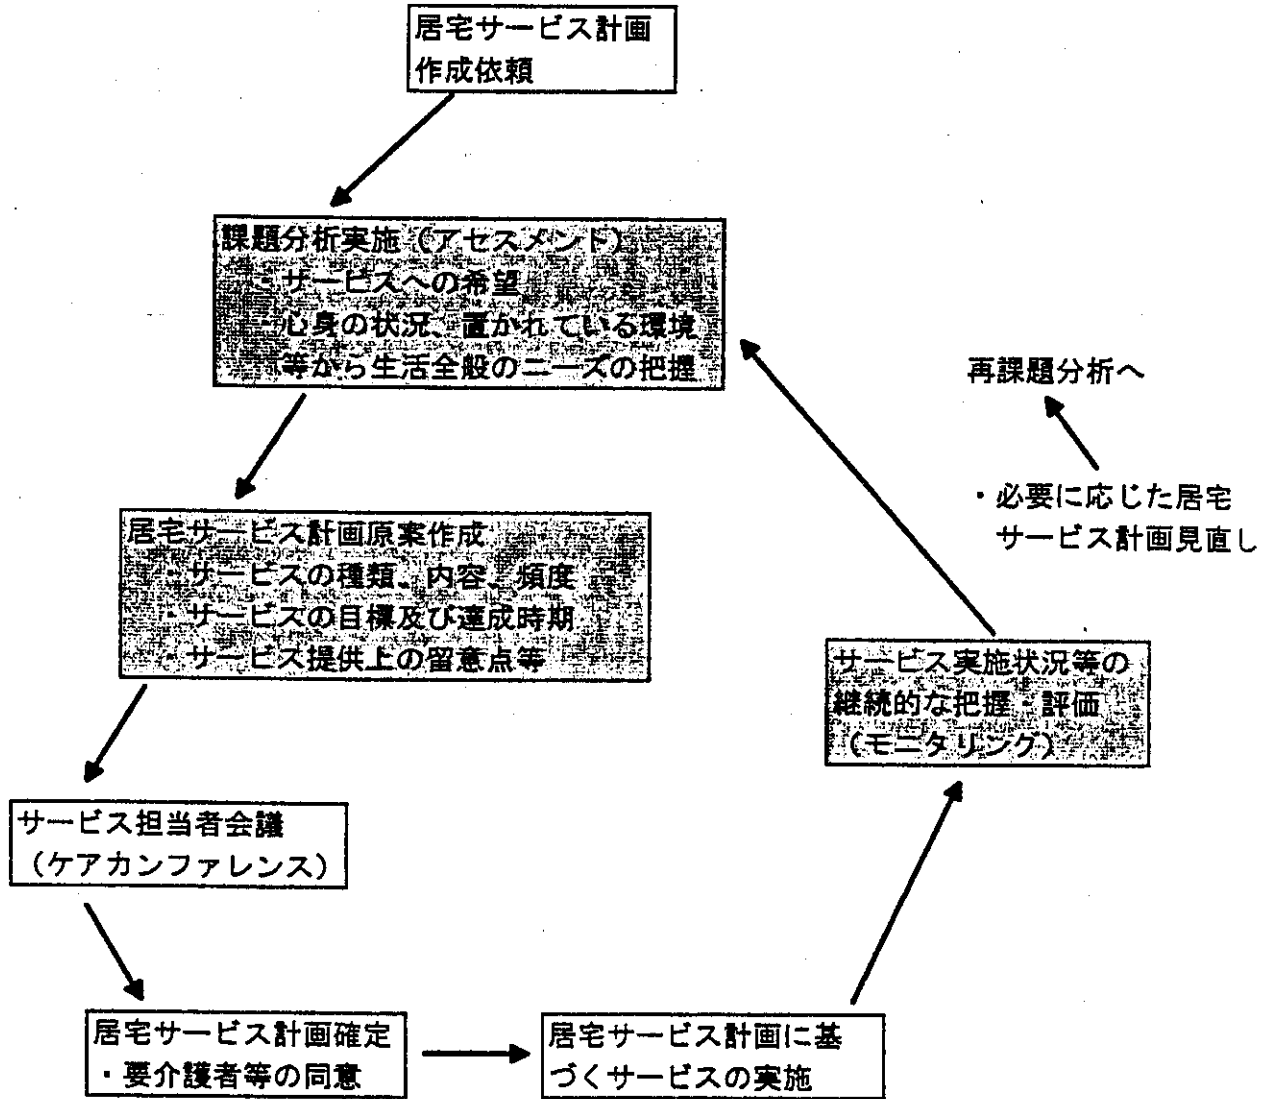 居宅サービス計画
作成依頼
課題分析実施（アセスメント）
・サービスへの希望
・心身の状況、置かれている環境
等から生活全般のニーズの把握
再課題分析へ
・必要に応じた居宅
サービス計画見直し
居宅サービス計画原案作成
・サービスの種類、内容、頻度
・サービスの目標及び達成時期
・サービス提供上の留意点等
サービス実施状況等の
継続的な把握・評価
（モニタリング）
サービス担当者会議
（ケアカンファレンス）
居宅サービス計画確定
・要介護者等の同意
居宅サービス計画に基
づくサービスの実施